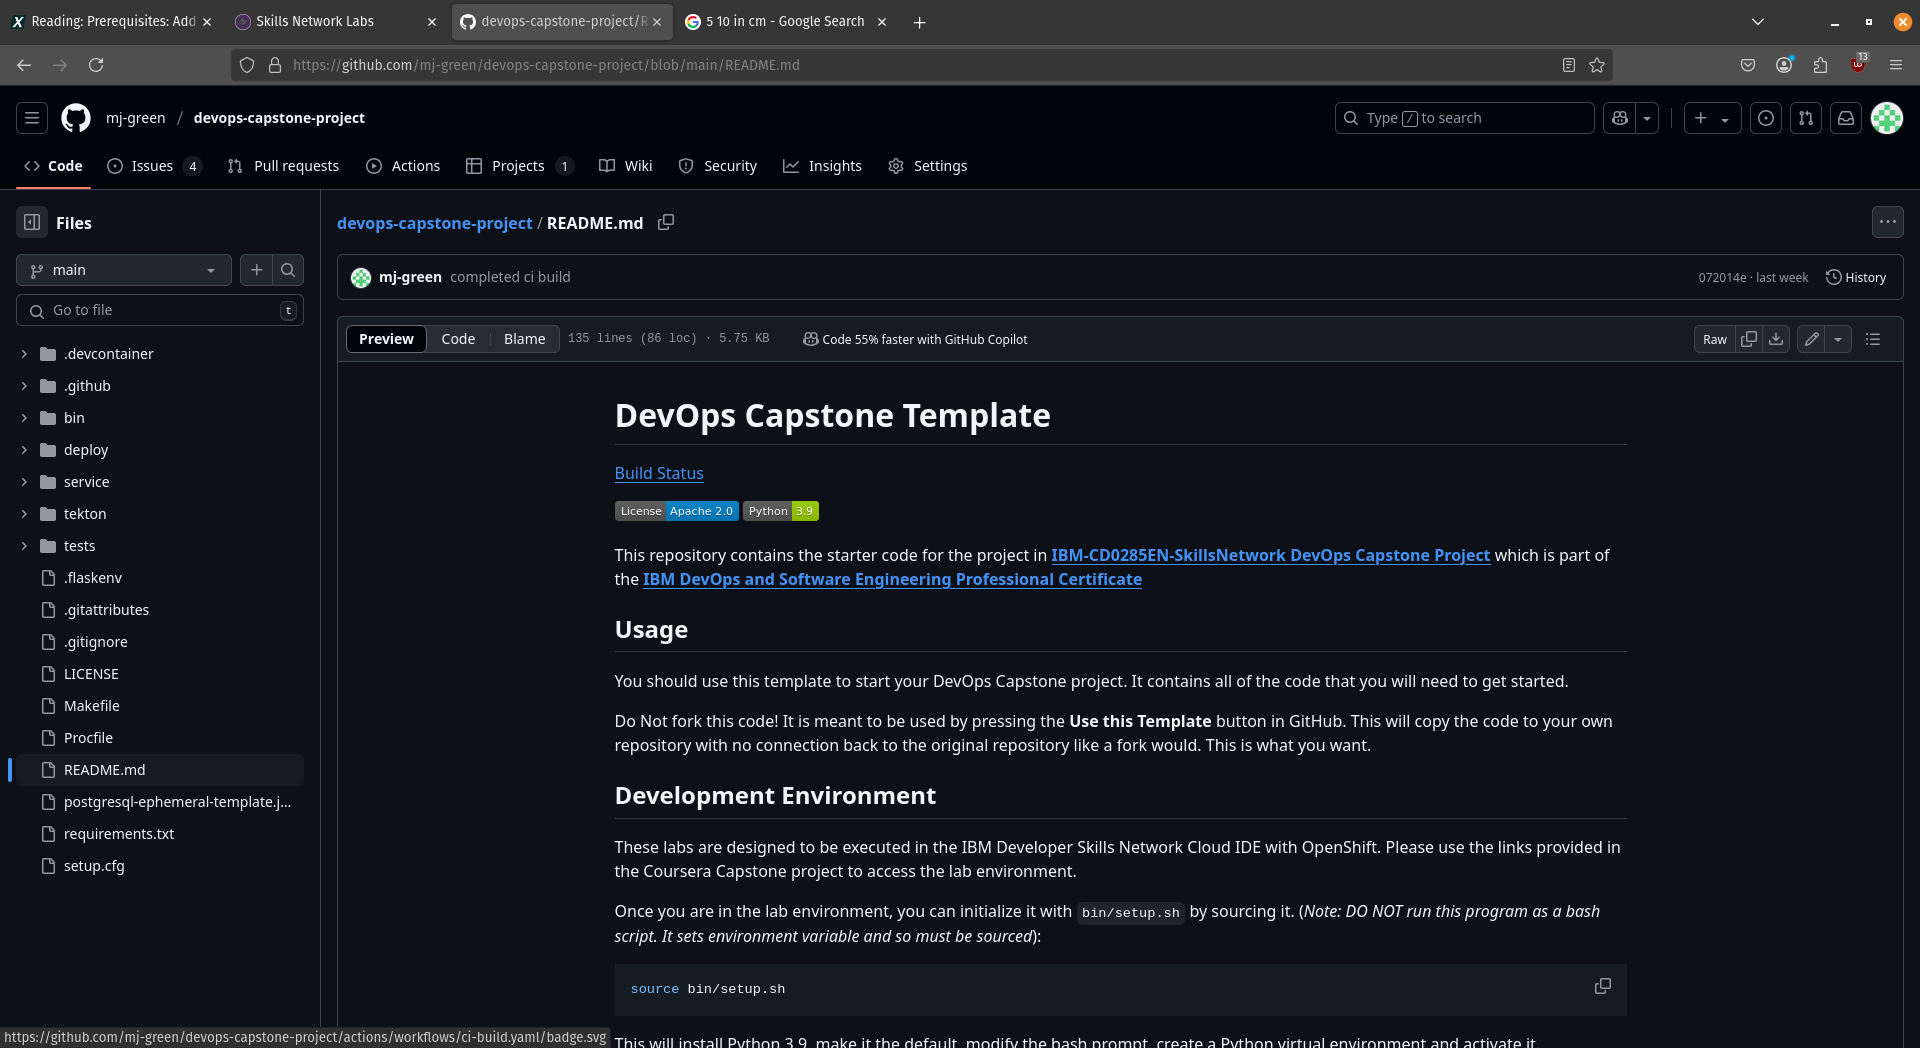 Reading: Prerequisites: Add
Skills Network Labs
devops-capstone-project/R
5 10 in cm - Google Search
https://github.com/mj-green/devops-capstone-project/blob/main/README.md
13
mj-green / devops-capstone-project
Type / to search
Code
Issues 4
Pull requests
Actions
Projects 1
Wiki
Security
Insights
Settings
Files
main
Go to file
t
.devcontainer
.github
bin
deploy
service
tekton
tests
.flaskenv
.gitattributes
.gitignore
LICENSE
Makefile
Procfile
README.md
postgresql-ephemeral-template.j...
requirements.txt
setup.cfg
devops-capstone-project / README.md
mj-green completed ci build
072014e · last week
History
Preview
Code
Blame
135 lines (86 loc) · 5.75 KB
Code 55% faster with GitHub Copilot
Raw
DevOps Capstone Template
Build Status
License Apache 2.0
Python 3.9
This repository contains the starter code for the project in IBM-CD0285EN-SkillsNetwork DevOps Capstone Project which is part of
the IBM DevOps and Software Engineering Professional Certificate
Usage
You should use this template to start your DevOps Capstone project. It contains all of the code that you will need to get started.
Do Not fork this code! It is meant to be used by pressing the Use this Template button in GitHub. This will copy the code to your own
repository with no connection back to the original repository like a fork would. This is what you want.
Development Environment
These labs are designed to be executed in the IBM Developer Skills Network Cloud IDE with OpenShift. Please use the links provided in
the Coursera Capstone project to access the lab environment.
Once you are in the lab environment, you can initialize it with bin/setup.sh by sourcing it. (Note: DO NOT run this program as a bash
script. It sets environment variable and so must be sourced):
source bin/setup.sh
This will install Python 3.9, make it the default, modify the bash prompt, create a Python virtual environment and activate it.
https://github.com/mj-green/devops-capstone-project/actions/workflows/ci-build.yaml/badge.svg